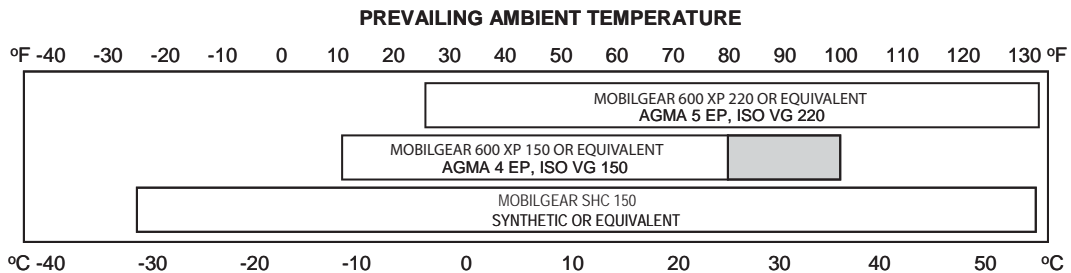 PREVAILING AMBIENT TEMPERATURE
ºF -40 -30 -20 -10 0 10 20 30 40 50 60 70 80 90 100 110 120 130 ºF
MOBILGEAR 600 XP 220 OR EQUIVALENT
AGMA 5 EP, ISO VG 220
MOBILGEAR 600 XP 150 OR EQUIVALENT
AGMA 4 EP, ISO VG 150
MOBILGEAR SHC 150
SYNTHETIC OR EQUIVALENT
ºC -40 -30 -20 -10 0 10 20 30 40 50 ºC